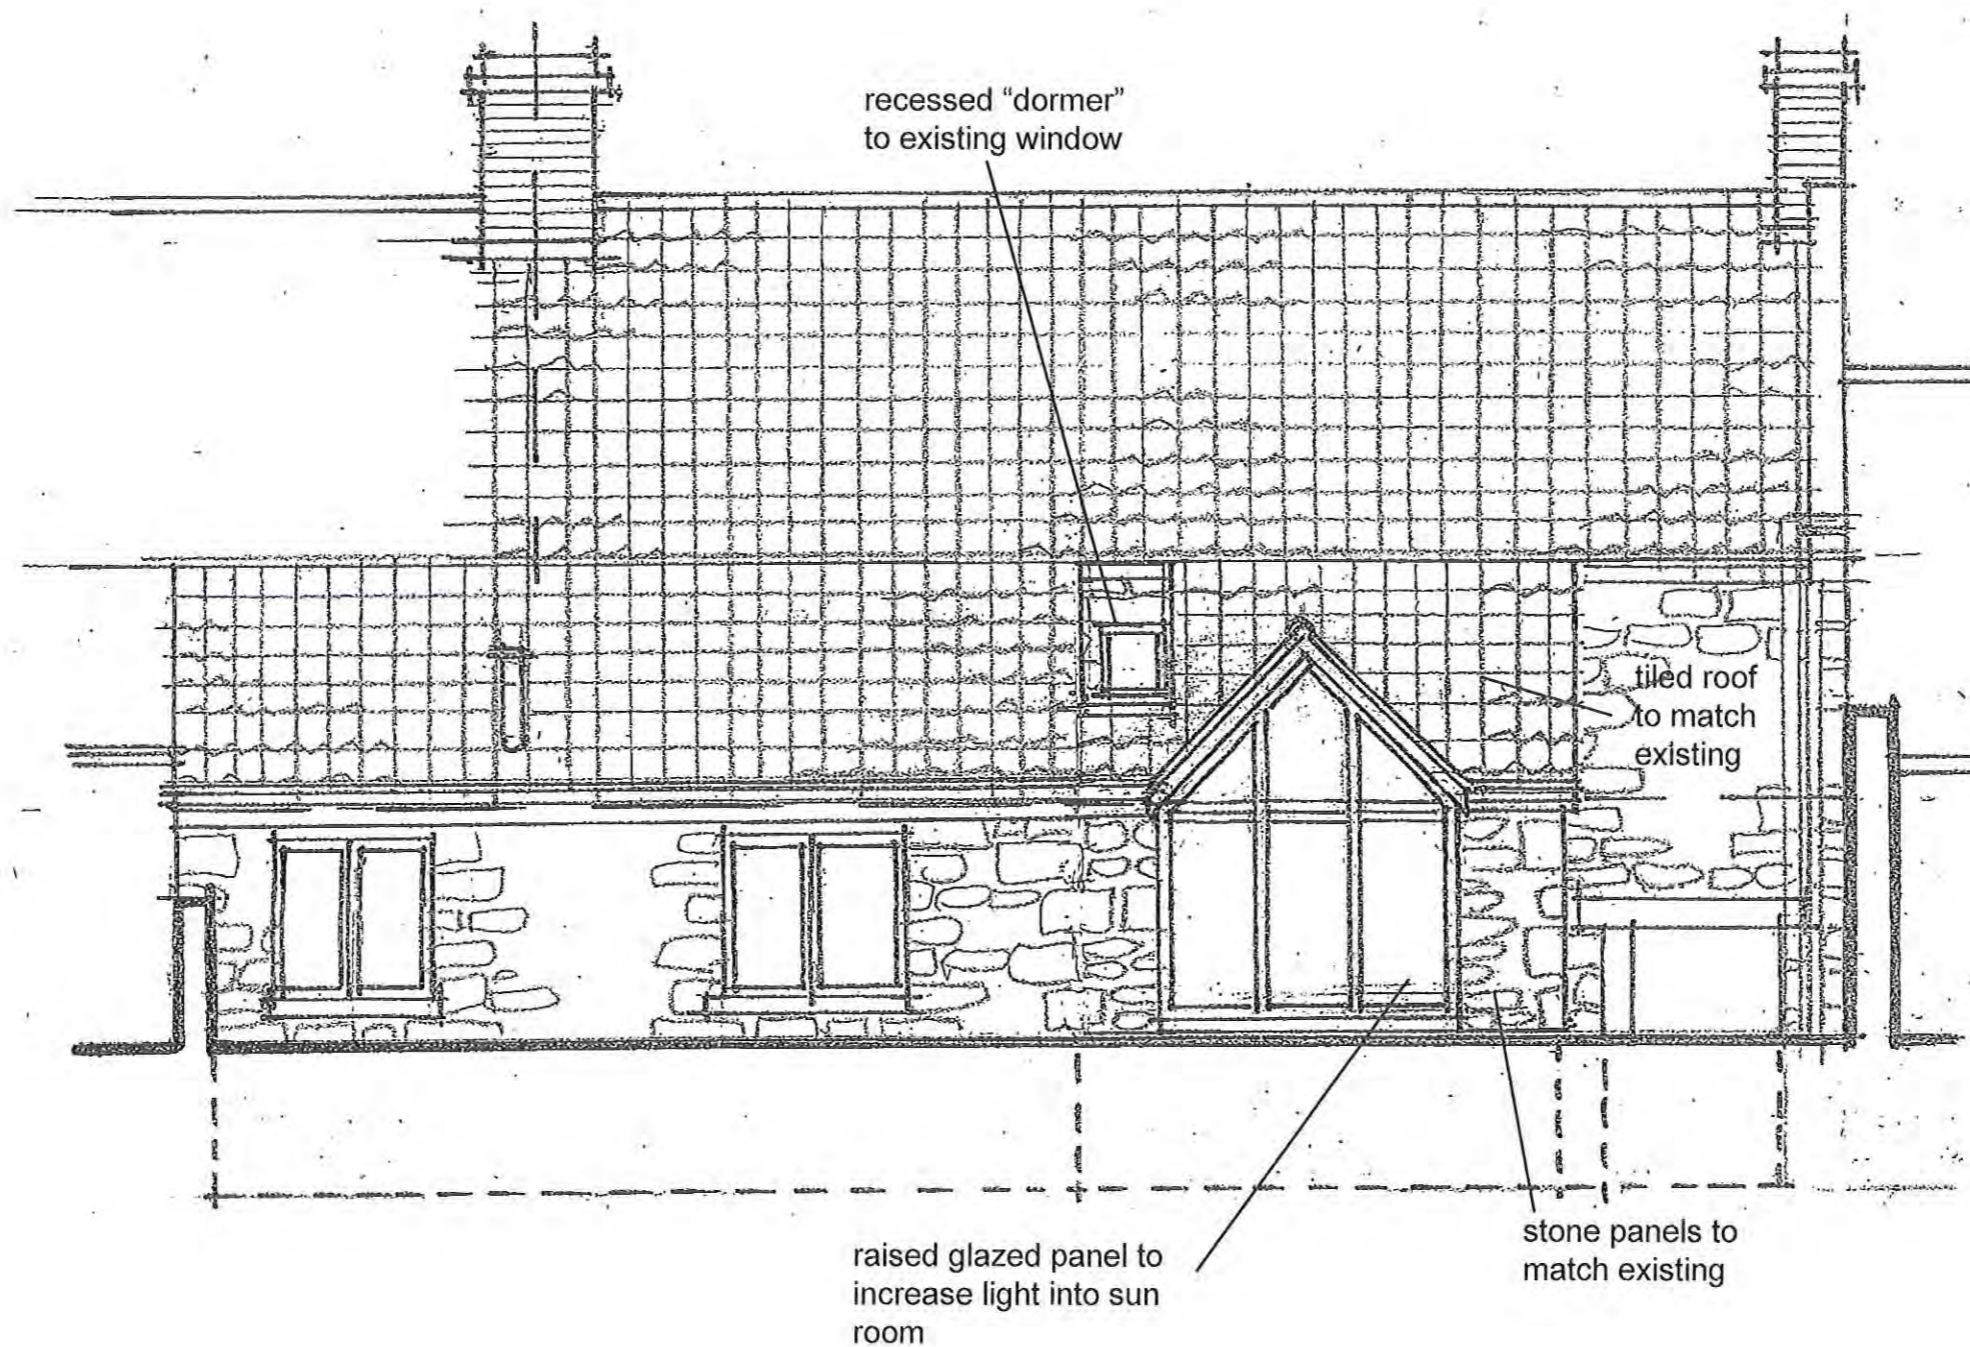 recessed “dormer”
to existing window
tiled roof
to match
existing
raised glazed panel to
increase light into sun
room
stone panels to
match existing